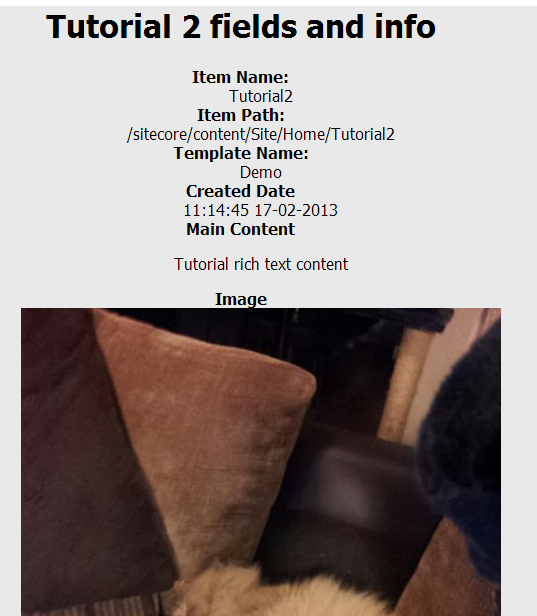 Tutorial 2 fields and info
Item Name:
Tutorial2
Item Path:
/sitecore/content/Site/Home/Tutorial2
Template Name:
Demo
Created Date
11:14:45 17-02-2013
Main Content
Tutorial rich text content
Image